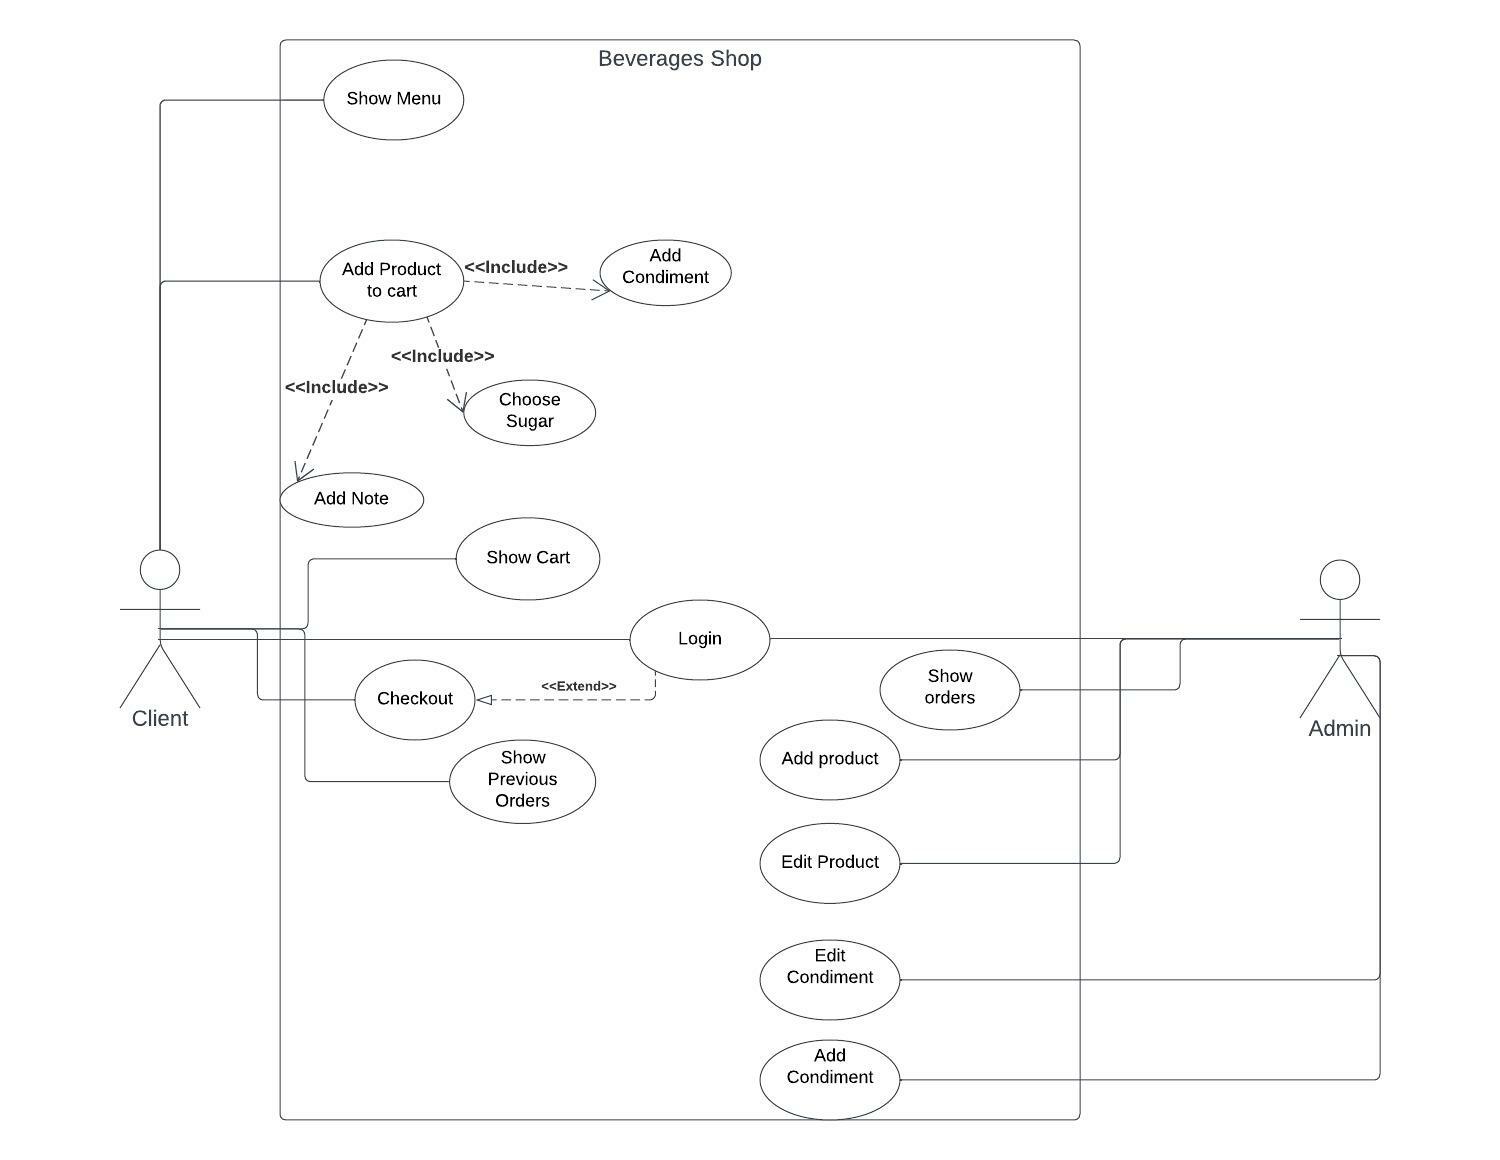 Beverages Shop
Show Menu
Add Product
to cart
<<Include>>
Add
Condiment
<<Include>>
<<Include>>
Choose
Sugar
Add Note
Show Cart
Login
Checkout
<<Extend>>
Show
Previous
Orders
Client
Show
orders
Add product
Edit Product
Edit
Condiment
Add
Condiment
Admin